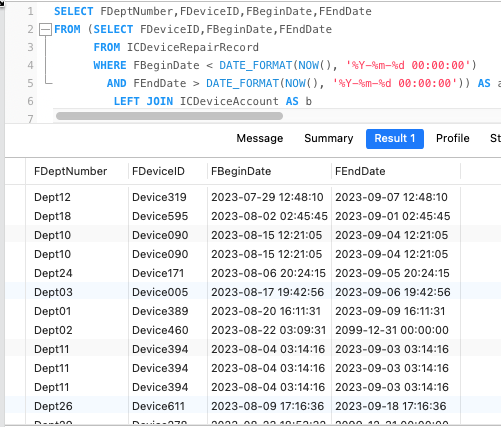 1 SELECT FDeptNumber,FDeviceID,FBeginDate,FEndDate
2 FROM (SELECT FDeptNumber,FDeviceID,FBeginDate,FEndDate
3 FROM ICDeviceRepairRecord
4 WHERE FBeginDate < DATE_FORMAT(NOW(), '%Y-%m-%d 00:00:00')
5 AND FEndDate > DATE_FORMAT(NOW(), '%Y-%m-%d 00:00:00')) AS a
6 LEFT JOIN ICDeviceAccount AS b
7
Message Summary Result 1 Profile St
FDeptNumber FDeviceID FBeginDate FEndDate
Dept12 Device319 2023-07-29 12:48:10 2023-09-07 12:48:10
Dept18 Device595 2023-08-02 02:45:45 2023-09-01 02:45:45
Dept10 Device090 2023-08-15 12:21:05 2023-09-04 12:21:05
Dept10 Device090 2023-08-15 12:21:05 2023-09-04 12:21:05
Dept24 Device171 2023-08-06 20:24:15 2023-09-05 20:24:15
Dept03 Device005 2023-08-17 19:42:56 2023-09-06 19:42:56
Dept01 Device389 2023-08-20 16:11:31 2023-09-09 16:11:31
Dept02 Device460 2023-08-22 03:09:31 2099-12-31 00:00:00
Dept11 Device394 2023-08-04 03:14:16 2023-09-03 03:14:16
Dept11 Device394 2023-08-04 03:14:16 2023-09-03 03:14:16
Dept11 Device394 2023-08-04 03:14:16 2023-09-03 03:14:16
Dept26 Device611 2023-08-09 17:16:36 2023-09-18 17:16:36